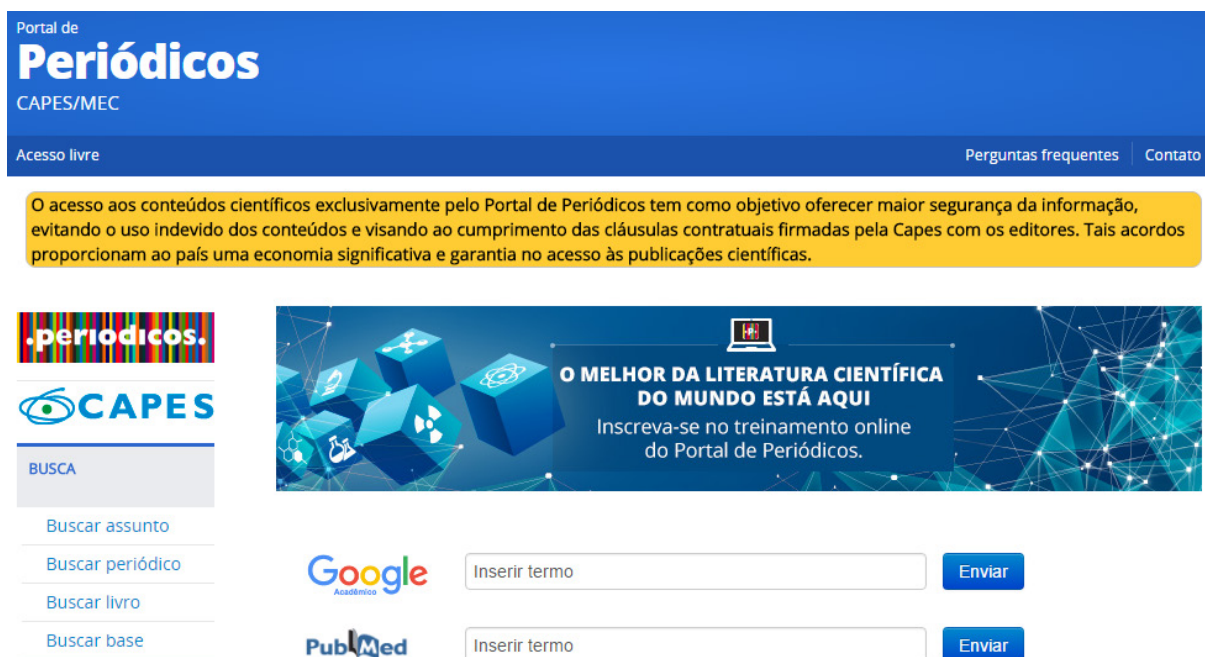 Portal de
Periódicos
CAPES/MEC
Acesso livre
Perguntas frequentes
Contato
O acesso aos conteúdos científicos exclusivamente pelo Portal de Periódicos tem como objetivo oferecer maior segurança da informação,
evitando o uso indevido dos conteúdos e visando ao cumprimento das cláusulas contratuais firmadas pela Capes com os editores. Tais acordos
proporcionam ao país uma economia significativa e garantia no acesso às publicações científicas.
.periodicos.
CAPES
BUSCA
Buscar assunto
Buscar periódico
Buscar livro
Buscar base
.p.
O MELHOR DA LITERATURA CIENTÍFICA
DO MUNDO ESTÁ AQUI
Inscreva-se no treinamento online
do Portal de Periódicos.
Google
Acadêmico
Inserir termo
Enviar
PubMed
Inserir termo
Enviar